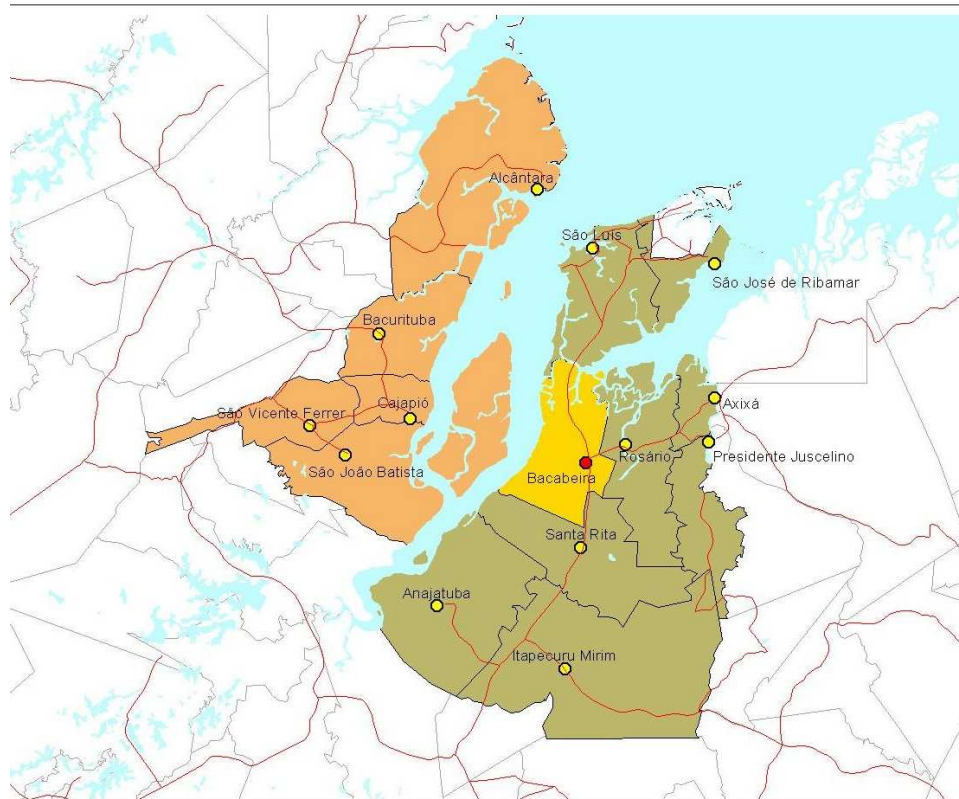 Alcântara
São Luis
São José de Ribamar
Bacurituba
Cajapió
São Vicente Ferrer
São João Batista
Axixá
Presidente Juscelino
Rosário
Bacabeira
Santa Rita
Anajatuba
Itapecuru Mirim